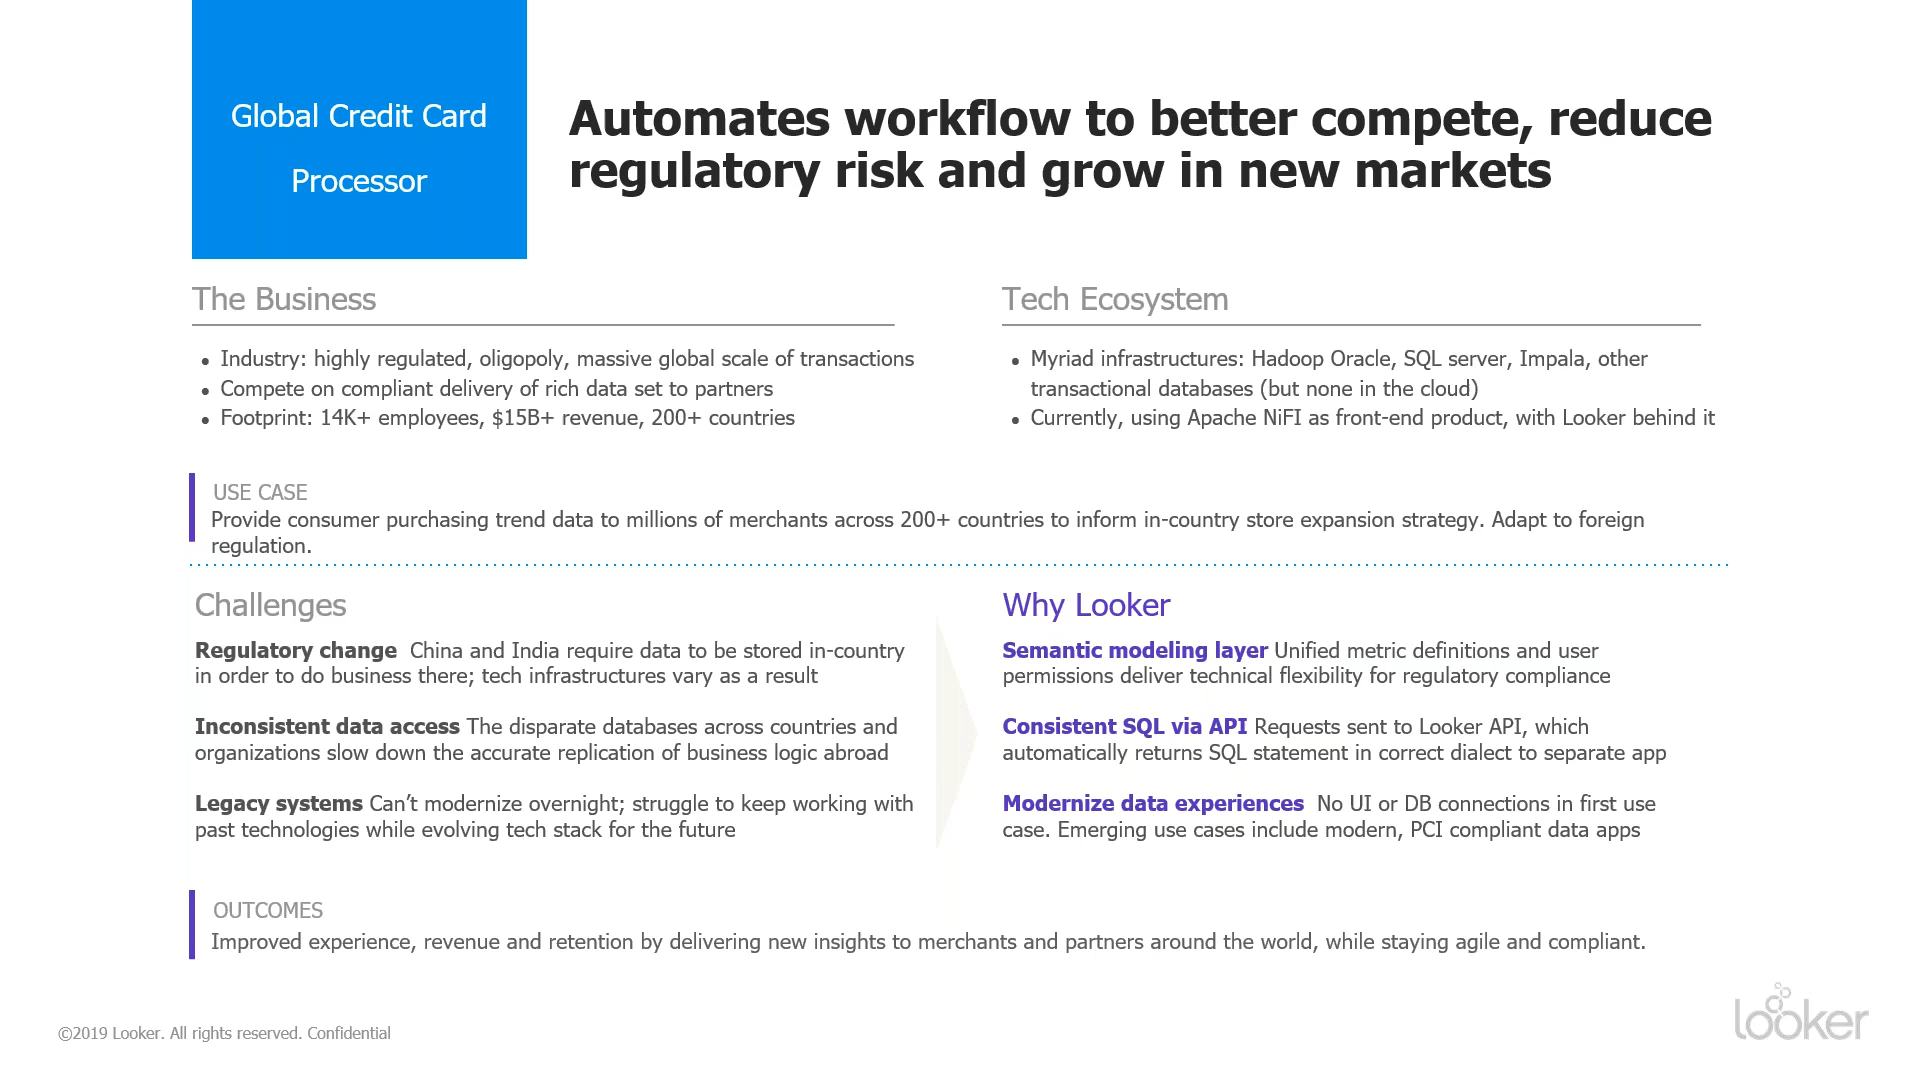 Global Credit Card
Processor
Automates workflow to better compete, reduce
regulatory risk and grow in new markets
The Business
• Industry: highly regulated, oligopoly, massive global scale of transactions
• Compete on compliant delivery of rich data set to partners
• Footprint: 14K+ employees, $15B+ revenue, 200+ countries
Tech Ecosystem
• Myriad infrastructures: Hadoop Oracle, SQL server, Impala, other
transactional databases (but none in the cloud)
• Currently, using Apache NiFI as front-end product, with Looker behind it
USE CASE
Provide consumer purchasing trend data to millions of merchants across 200+ countries to inform in-country store expansion strategy. Adapt to foreign
regulation.
Challenges
Regulatory change China and India require data to be stored in-country
in order to do business there; tech infrastructures vary as a result
Inconsistent data access The disparate databases across countries and
organizations slow down the accurate replication of business logic abroad
Legacy systems Can’t modernize overnight; struggle to keep working with
past technologies while evolving tech stack for the future
Why Looker
Semantic modeling layer Unified metric definitions and user
permissions deliver technical flexibility for regulatory compliance
Consistent SQL via API Requests sent to Looker API, which
automatically returns SQL statement in correct dialect to separate app
Modernize data experiences No UI or DB connections in first use
case. Emerging use cases include modern, PCI compliant data apps
OUTCOMES
Improved experience, revenue and retention by delivering new insights to merchants and partners around the world, while staying agile and compliant.
©2019 Looker. All rights reserved. Confidential
looker